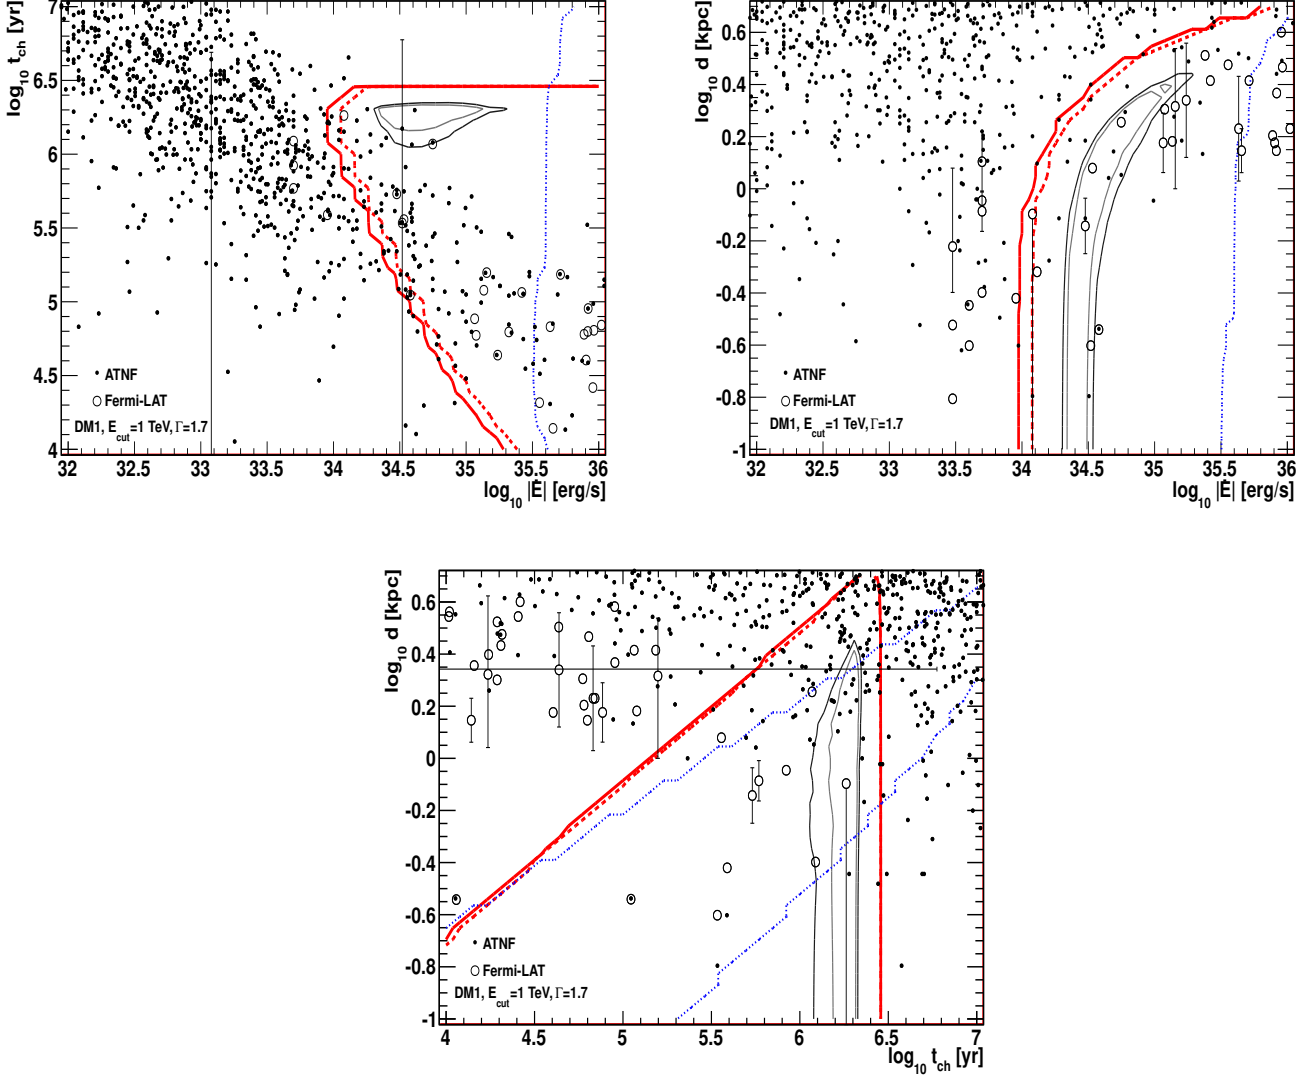 log10 tch [yr]
7
6.5
6
5.5
5
4.5
4
ATNF
Fermi-LAT
DM1, Ecut=1 TeV, Γ=1.7
32 32.5 33 33.5 34 34.5 35 35.5 36
log10 |Ė| [erg/s]
log10 d [kpc]
0.6
0.4
0.2
0
-0.2
-0.4
-0.6
-0.8
-1
ATNF
Fermi-LAT
DM1, Ecut=1 TeV, Γ=1.7
32 32.5 33 33.5 34 34.5 35 35.5 36
log10 |Ė| [erg/s]
log10 d [kpc]
0.6
0.4
0.2
0
-0.2
-0.4
-0.6
-0.8
-1
ATNF
Fermi-LAT
DM1, Ecut=1 TeV, Γ=1.7
4 4.5 5 5.5 6 6.5 7
log10 tch [yr]